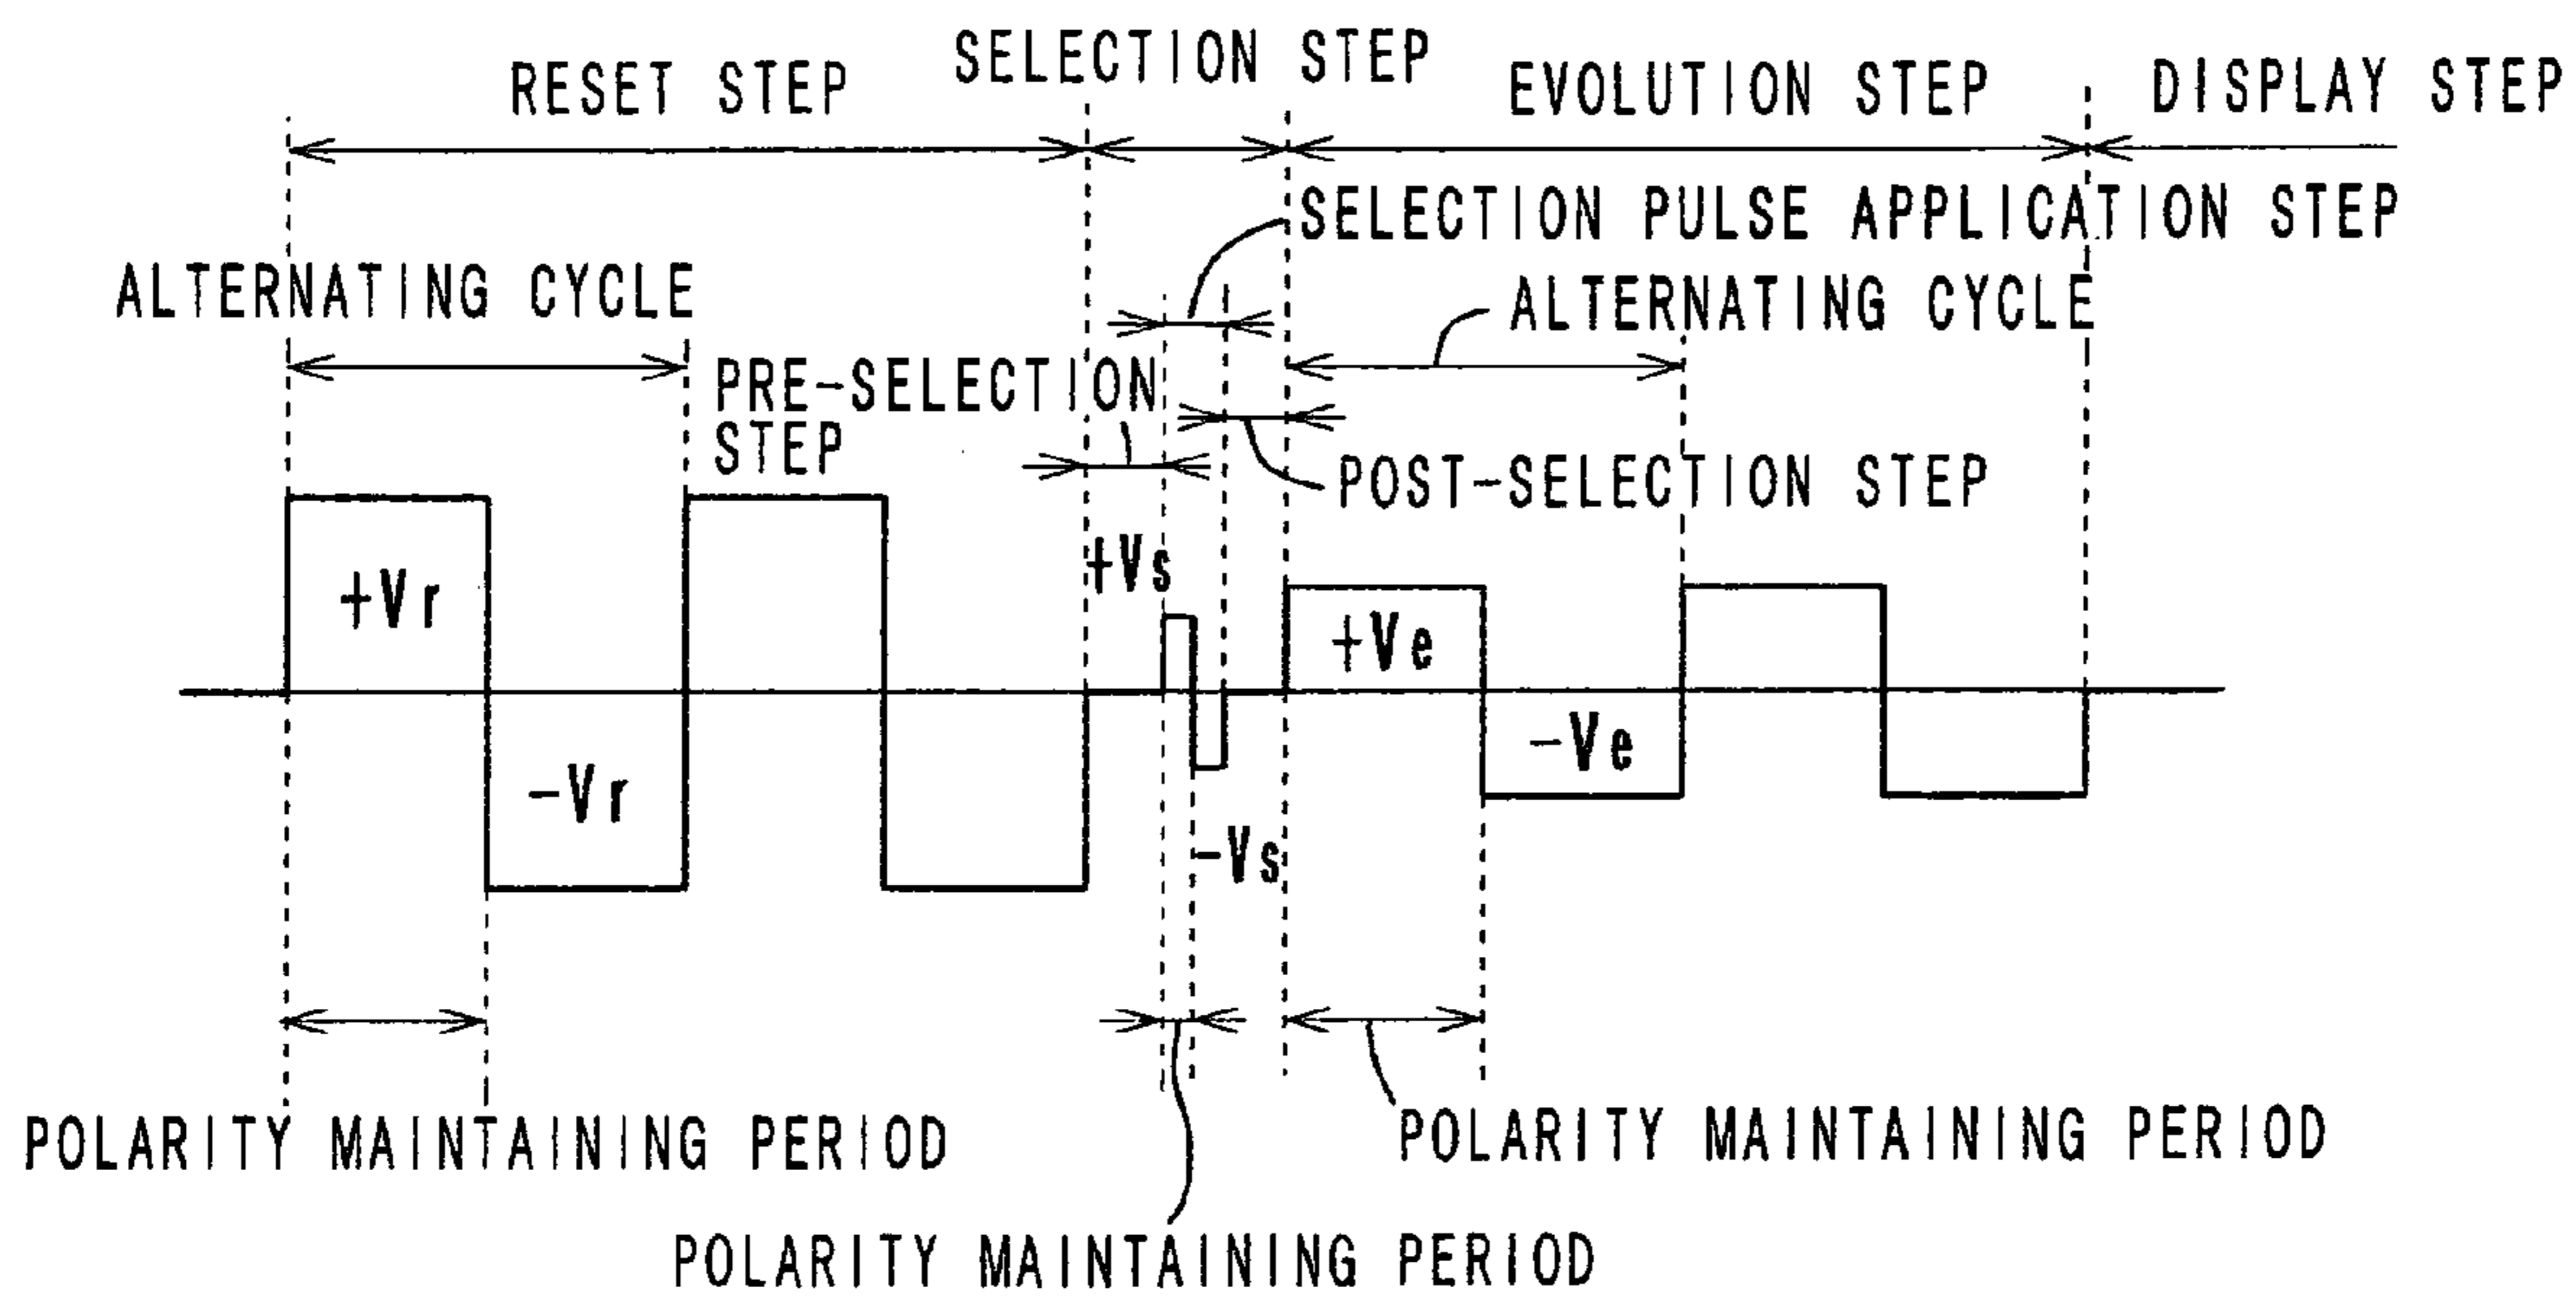 SELECTION STEP
RESET STEP
EVOLUTION STEP
DISPLAY STEP
SELECTION PULSE APPLICATION STEP
ALTERNATING CYCLE
ALTERNATING CYCLE
PRE-SELECTION
STEP
POST-SELECTION STEP
+Vs
+Vr
+Ve
-Ve
-Vr
-Vs
POLARITY MAINTAINING PERIOD
POLARITY MAINTAINING PERIOD
POLARITY MAINTAINING PERIOD